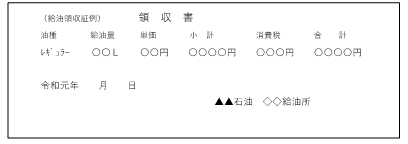 (給油領収証例) 領 収 書
油種 給油量 単価 小 計 消費税 合 計
ﾚｷﾞｭﾗｰ 〇〇L 〇〇円 〇〇〇〇円 〇〇〇円 〇〇〇〇円
令和元年 月 日
▲▲石油 ◇◇給油所